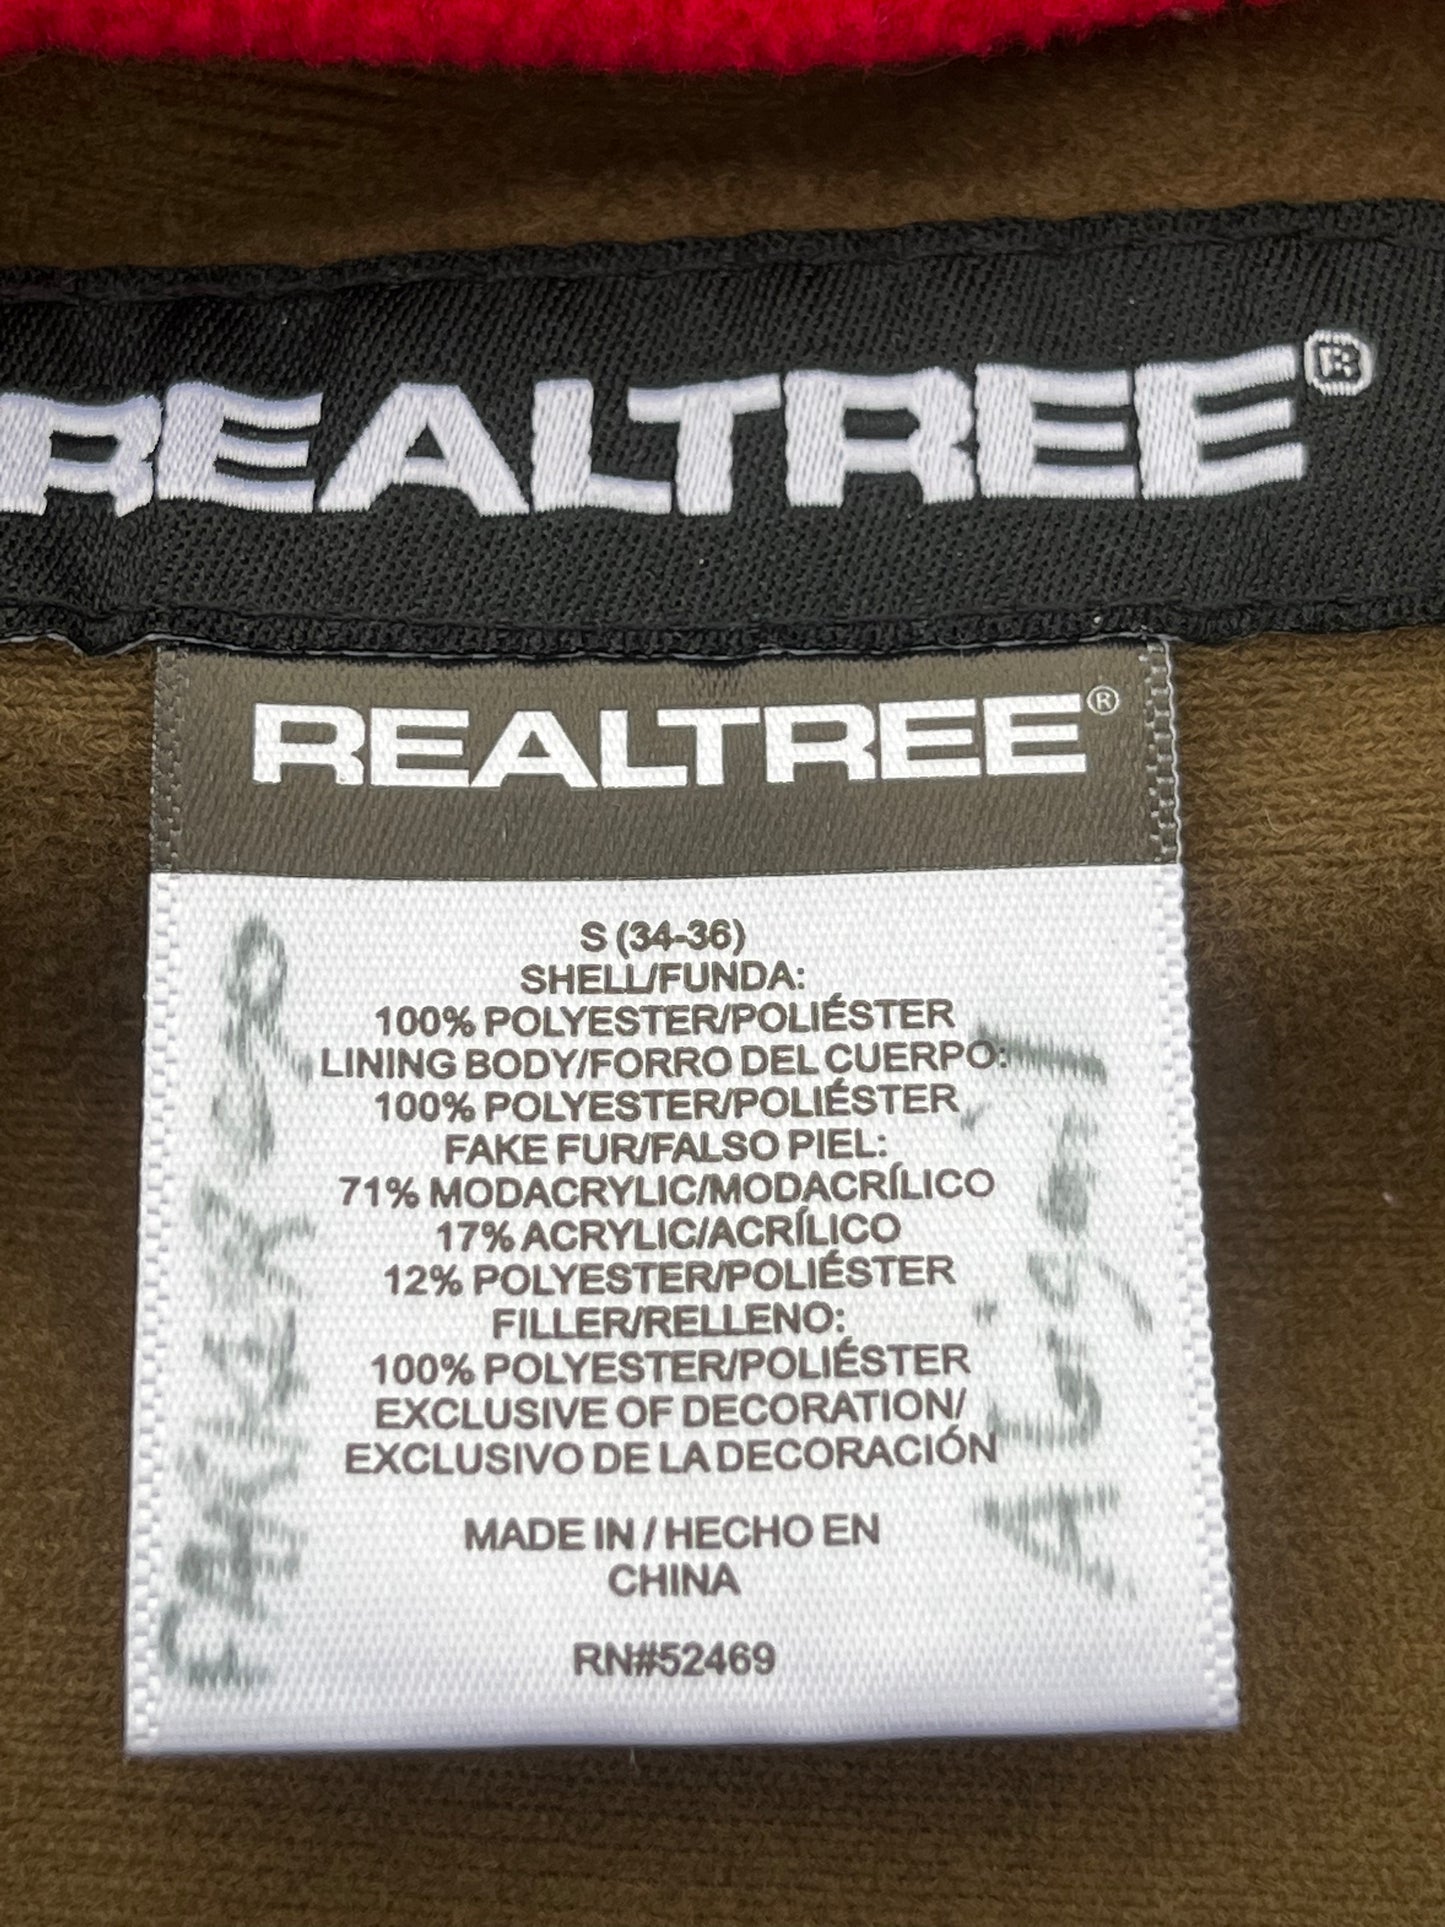 REALTREE®
REALTREE®
S (34-36)
SHELL/FUNDA:
100% POLYESTER/POLIÉSTER
LINING BODY/FORRO DEL CUERPO:
100% POLYESTER/POLIÉSTER
FAKE FUR/FALSO PIEL:
71% MODACRYLIC/MODACRÍLICO
17% ACRYLIC/ACRÍLICO
12% POLYESTER/POLIÉSTER
FILLER/RELLENO:
100% POLYESTER/POLIÉSTER
EXCLUSIVE OF DECORATION/
EXCLUSIVO DE LA DECORACIÓN
MADE IN / HECHO EN
CHINA
RN#52469